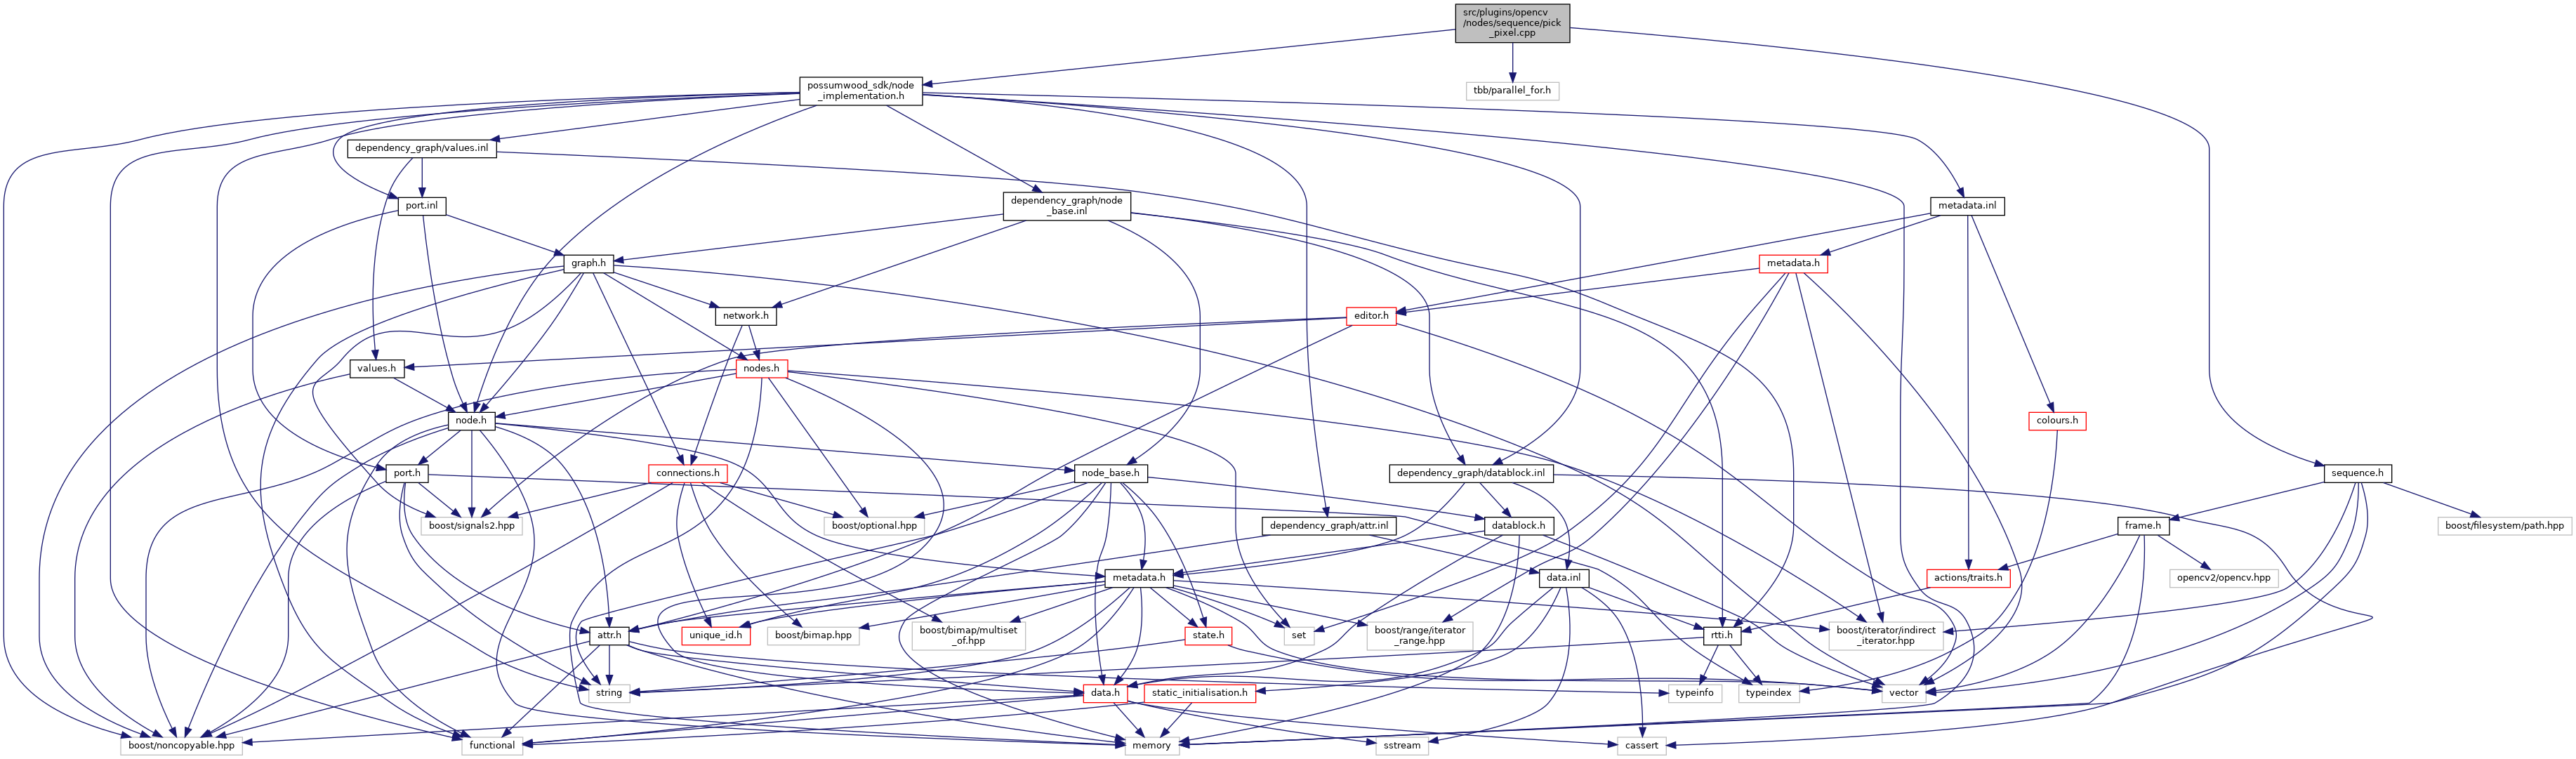 src/plugins/opencv
/nodes/sequence/pick
_pixel.cpp
possumwood_sdk/node
_implementation.h
tbb/parallel_for.h
dependency_graph/values.inl
port.inl
dependency_graph/node
_base.inl
metadata.inl
graph.h
metadata.h
network.h
editor.h
values.h
nodes.h
node.h
colours.h
port.h
connections.h
node_base.h
dependency_graph/datablock.inl
sequence.h
boost/signals2.hpp
boost/optional.hpp
dependency_graph/attr.inl
datablock.h
frame.h
boost/filesystem/path.hpp
metadata.h
data.inl
actions/traits.h
opencv2/opencv.hpp
attr.h
unique_id.h
boost/bimap.hpp
boost/bimap/multiset
_of.hpp
state.h
set
boost/range/iterator
_range.hpp
rtti.h
boost/iterator/indirect
_iterator.hpp
string
data.h
static_initialisation.h
typeinfo
typeindex
vector
boost/noncopyable.hpp
functional
memory
sstream
cassert